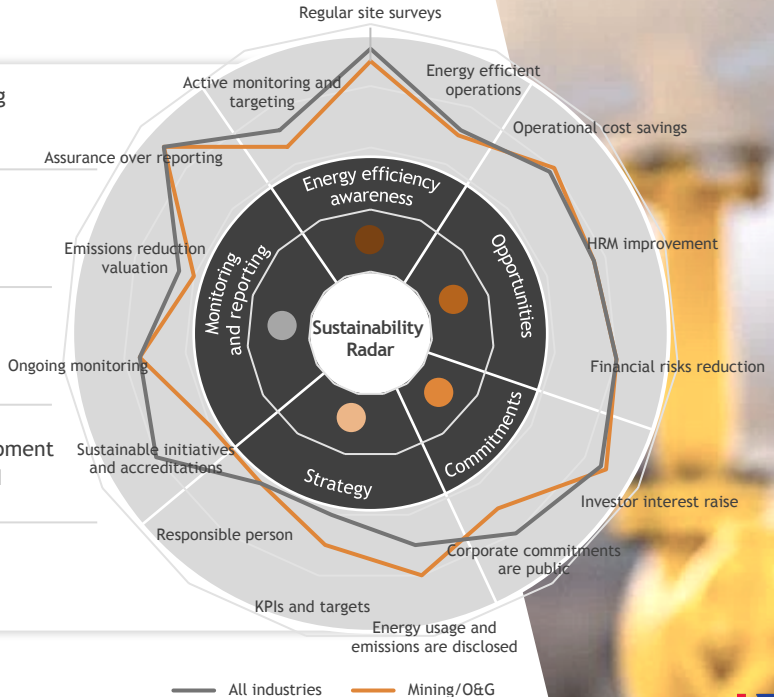 Regular site surveys
Energy efficient
operations
Operational cost savings
HRM improvement
Financial risks reduction
Investor interest raise
Corporate commitments
are public
Energy usage and
emissions are disclosed
KPIs and targets
Responsible person
Sustainable initiatives
and accreditations
Ongoing monitoring
Emissions reduction
valuation
Assurance over reporting
Active monitoring and
targeting
Energy efficiency
awareness
Opportunities
Commitments
Strategy
Monitoring
and reporting
Sustainability
Radar
All industries
Mining/O&G